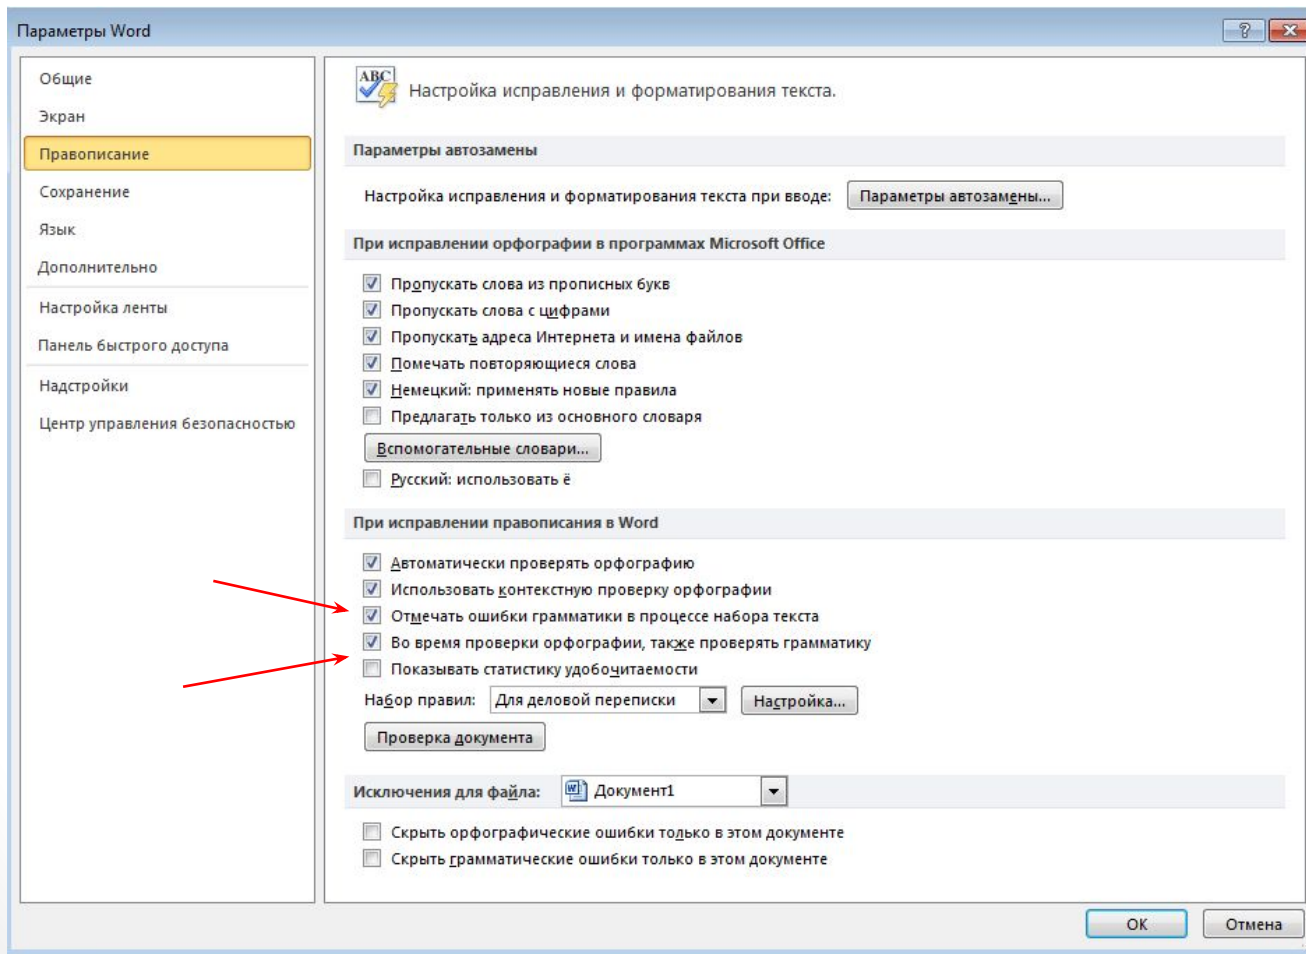 Параметры Word
Общие
Экран
Правописание
Сохранение
Язык
Дополнительно
Настройка ленты
Панель быстрого доступа
Надстройки
Центр управления безопасностью
ABC
Настройка исправления и форматирования текста.
Параметры автозамены
Настройка исправления и форматирования текста при вводе: Параметры автозамены...
При исправлении орфографии в программах Microsoft Office
Пропускать слова из прописных букв
Пропускать слова с цифрами
Пропускать адреса Интернета и имена файлов
Помечать повторяющиеся слова
Немецкий: применять новые правила
Предлагать только из основного словаря
Вспомогательные словари...
Русский: использовать ё
При исправлении правописания в Word
Автоматически проверять орфографию
Использовать контекстную проверку орфографии
Отмечать ошибки грамматики в процессе набора текста
Во время проверки орфографии, также проверять грамматику
Показывать статистику удобочитаемости
Набор правил: Для деловой переписки Настройка...
Проверка документа
Исключения для файла: Документ1
Скрыть орфографические ошибки только в этом документе
Скрыть грамматические ошибки только в этом документе
ОК Отмена